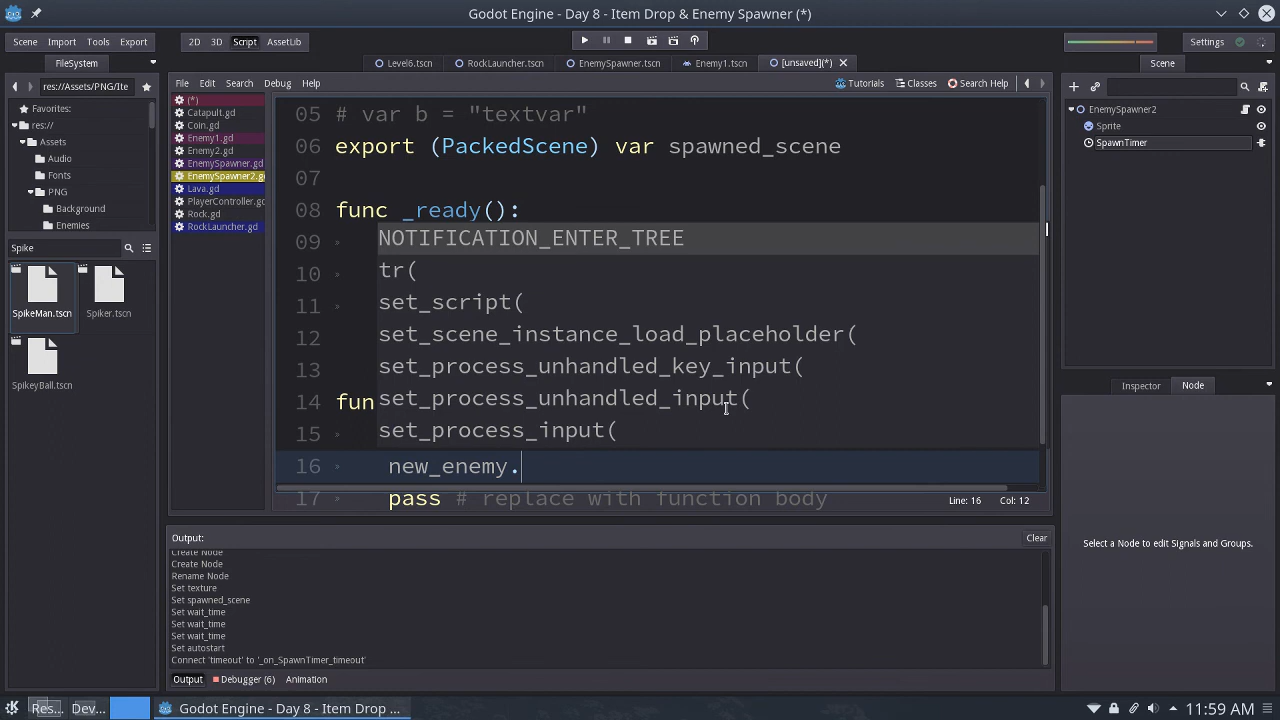 Godot Engine - Day 8 - Item Drop & Enemy Spawner (*)
Scene Import Tools Export 2D 3D Script AssetLib Settings
FileSystem Level6.tscn RockLauncher.tscn EnemySpawner.tscn Enemy1.tscn [unsaved](*) Scene
res://Assets/PNG/Ite File Edit Search Debug Help Tutorials Classes Search Help
Favorites:
res://
Assets
Audio
Fonts
PNG
Background
Enemies
Spike
SpikeMan.tscn Spiker.tscn
SpikeyBall.tscn
(*)
Catapult.gd
Coin.gd
Enemy1.gd
Enemy2.gd
EnemySpawner.gd
EnemySpawner2.g
Lava.gd
PlayerController.gd
Rock.gd
RockLauncher.gd
05 # var b = "textvar"
06 export (PackedScene) var spawned_scene
07
08 func _ready():
09 NOTIFICATION_ENTER_TREE
10 tr(
11 set_script(
12 set_scene_instance_load_placeholder(
13 set_process_unhandled_key_input(
14 fun set_process_unhandled_input(
15 set_process_input(
16 new_enemy.
17 pass # replace with function body
Line: 16 Col: 12
EnemySpawner2
Sprite
SpawnTimer
Inspector Node
Select a Node to edit Signals and Groups.
Output: Clear
Create Node
Create Node
Rename Node
Set texture
Set spawned_scene
Set wait_time
Set wait_time
Set wait_time
Set autostart
Connect 'timeout' to '_on_SpawnTimer_timeout'
Output Debugger (6) Animation
Res... Dev... Godot Engine - Day 8 - Item Drop ... 11:59 AM